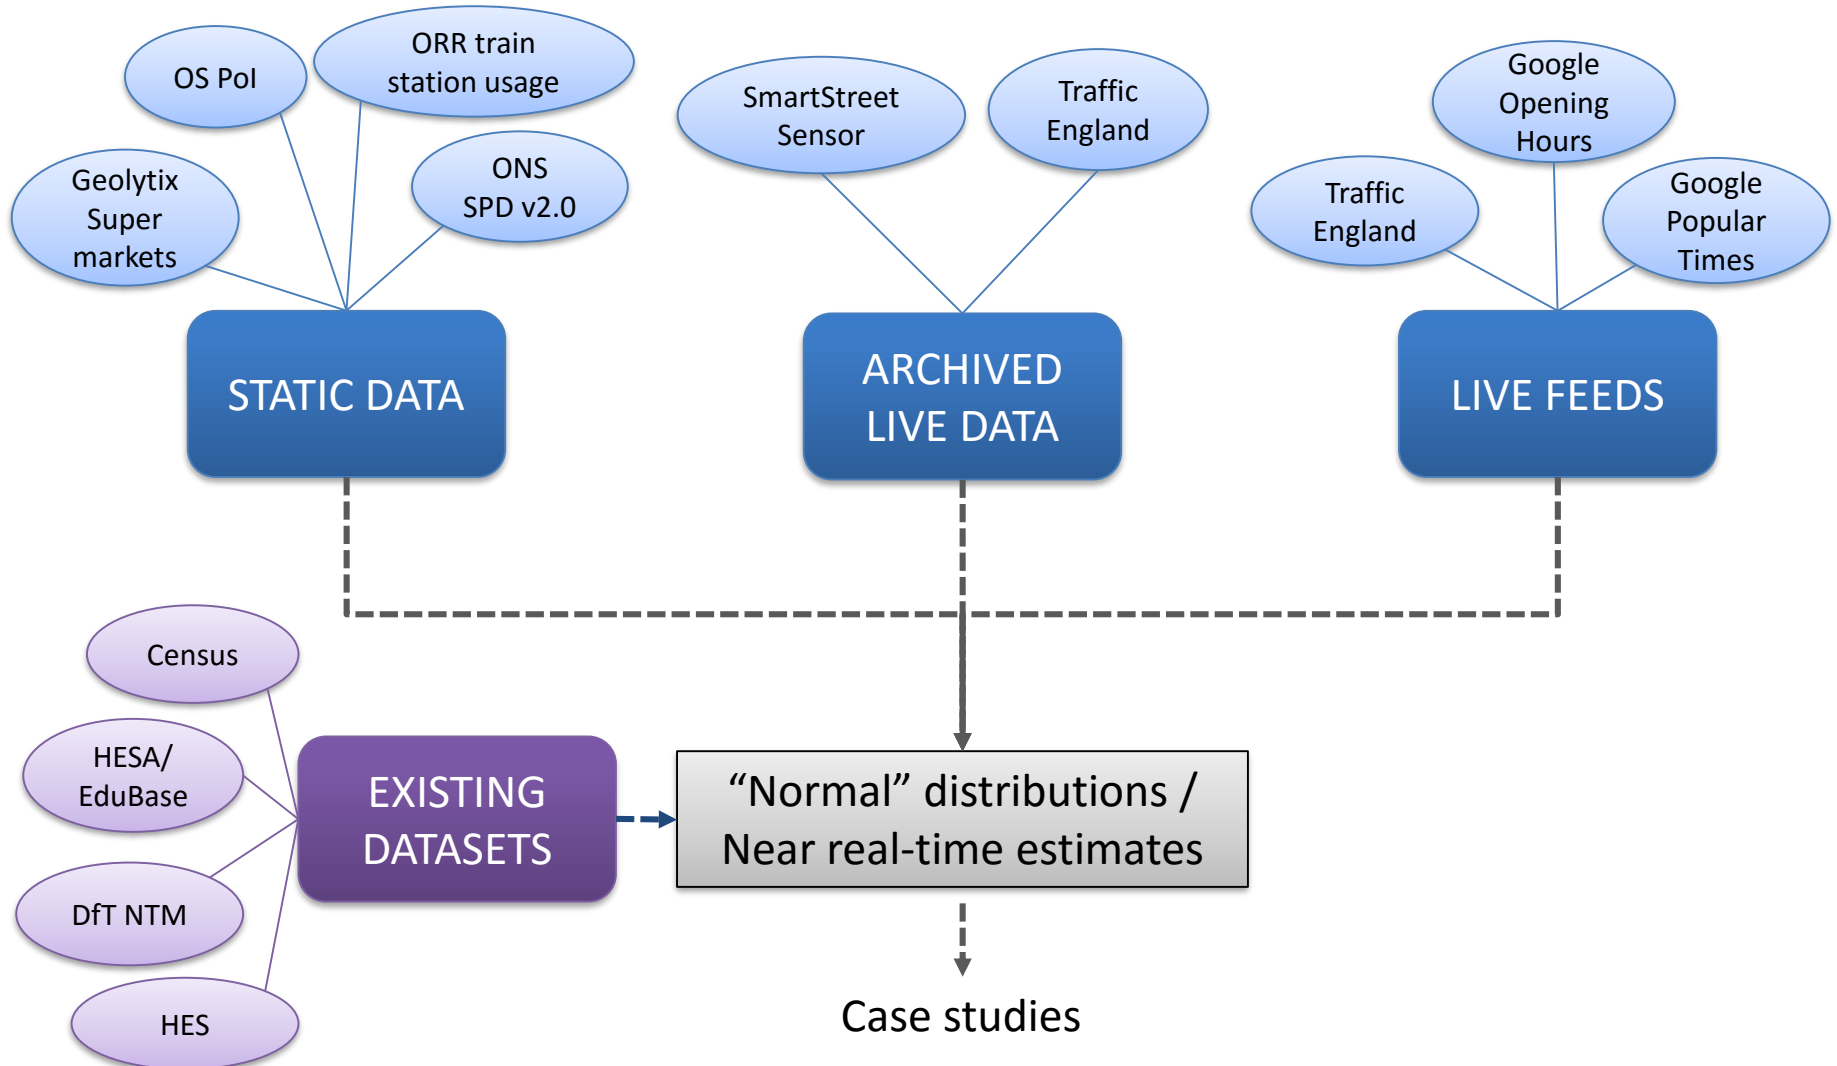 OS PoI
ORR train
station usage
Geolytix
Super
markets
ONS
SPD v2.0
SmartStreet
Sensor
Traffic
England
Google
Opening
Hours
Traffic
England
Google
Popular
Times
STATIC DATA
ARCHIVED
LIVE DATA
LIVE FEEDS
Census
HESA/
EduBase
DfT NTM
HES
EXISTING
DATASETS
“Normal” distributions /
Near real-time estimates
Case studies